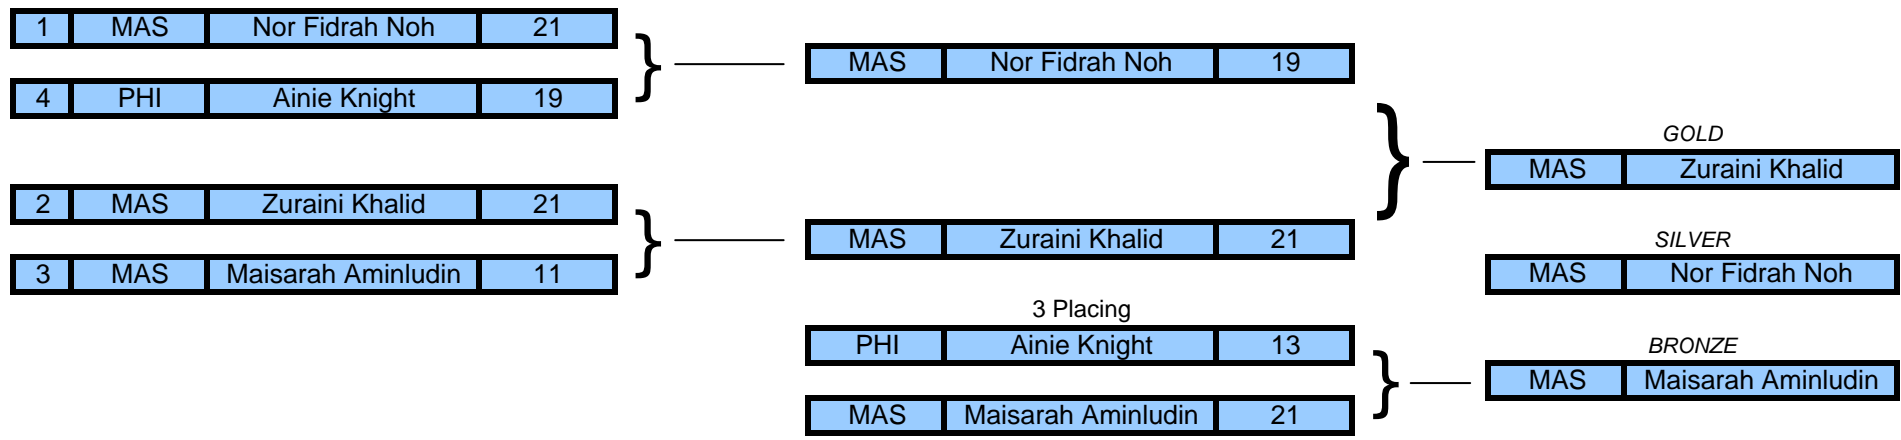 1 MAS Nor Fidrah Noh 21
4 PHI Ainie Knight 19
2 MAS Zuraini Khalid 21
3 MAS Maisarah Aminludin 11
MAS Nor Fidrah Noh 19
MAS Zuraini Khalid 21
3 Placing
PHI Ainie Knight 13
MAS Maisarah Aminludin 21
GOLD
MAS Zuraini Khalid
SILVER
MAS Nor Fidrah Noh
BRONZE
MAS Maisarah Aminludin